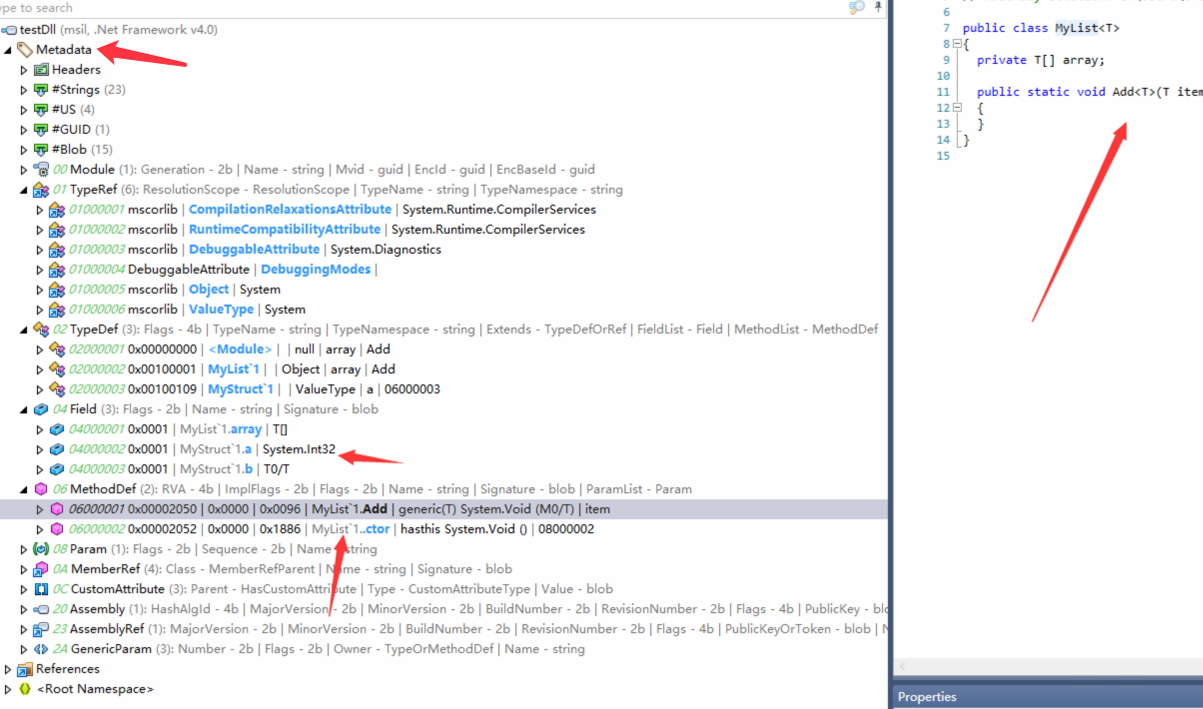 ype to search
testDll (msil, .Net Framework v4.0)
Metadata
Headers
#Strings (23)
#US (4)
#GUID (1)
#Blob (15)
00 Module (1): Generation - 2b | Name - string | Mvid - guid | EncId - guid | EncBaseId - guid
01 TypeRef (6): ResolutionScope - ResolutionScope | TypeName - string | TypeNamespace - string
01000001 mscorlib | CompilationRelaxationsAttribute | System.Runtime.CompilerServices
01000002 mscorlib | RuntimeCompatibilityAttribute | System.Runtime.CompilerServices
01000003 mscorlib | DebuggableAttribute | System.Diagnostics
01000004 DebuggableAttribute | DebuggingModes |
01000005 mscorlib | Object | System
01000006 mscorlib | ValueType | System
02 TypeDef (3): Flags - 4b | TypeName - string | TypeNamespace - string | Extends - TypeDefOrRef | FieldList - Field | MethodList - MethodDef
02000001 0x00000000 | <Module> | | null | array | Add
02000002 0x00100001 | MyList`1 | | Object | array | Add
02000003 0x00100109 | MyStruct`1 | | ValueType | a | 06000003
04 Field (3): Flags - 2b | Name - string | Signature - blob
04000001 0x0001 | MyList`1.array | T[]
04000002 0x0001 | MyStruct`1.a | System.Int32
04000003 0x0001 | MyStruct`1.b | T0/T
06 MethodDef (2): RVA - 4b | ImplFlags - 2b | Flags - 2b | Name - string | Signature - blob | ParamList - Param
06000001 0x00002050 | 0x0000 | 0x0096 | MyList`1.Add | generic(T) System.Void (M0/T) | item
06000002 0x00002052 | 0x0000 | 0x1886 | MyList`1..ctor | hasthis System.Void () | 08000002
08 Param (1): Flags - 2b | Sequence - 2b | Name - string
0A MemberRef (4): Class - MemberRefParent | Name - string | Signature - blob
0C CustomAttribute (3): Parent - HasCustomAttribute | Type - CustomAttributeType | Value - blob
20 Assembly (1): HashAlgId - 4b | MajorVersion - 2b | MinorVersion - 2b | BuildNumber - 2b | RevisionNumber - 2b | Flags - 4b | PublicKey - blo
23 AssemblyRef (1): MajorVersion - 2b | MinorVersion - 2b | BuildNumber - 2b | RevisionNumber - 2b | Flags - 4b | PublicKeyOrToken - blob | N
2A GenericParam (3): Number - 2b | Flags - 2b | Owner - TypeOrMethodDef | Name - string
References
<Root Namespace>
6
7 public class MyList<T>
8 {
9 private T[] array;
10
11 public static void Add<T>(T item
12 {
13 }
14 }
15
Properties